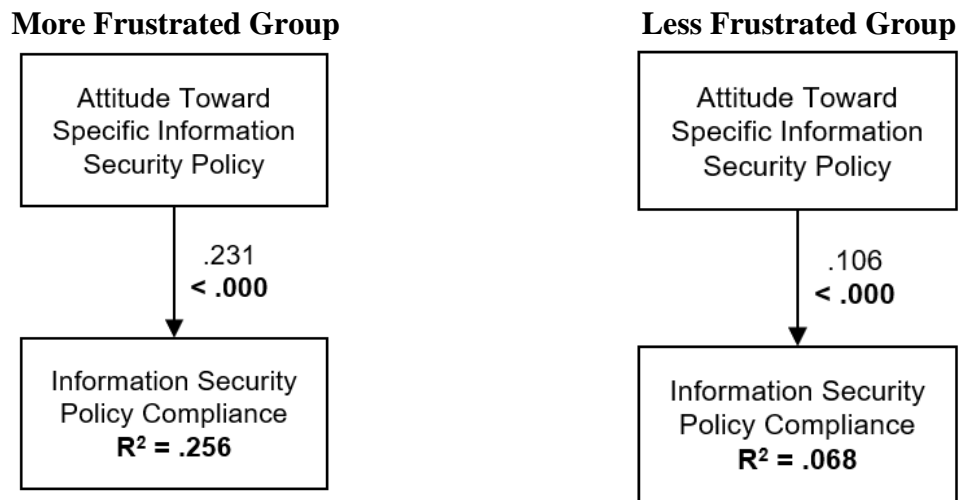 More Frustrated Group
Attitude Toward
Specific Information
Security Policy
.231
< .000
Information Security
Policy Compliance
R² = .256
Less Frustrated Group
Attitude Toward
Specific Information
Security Policy
.106
< .000
Information Security
Policy Compliance
R² = .068